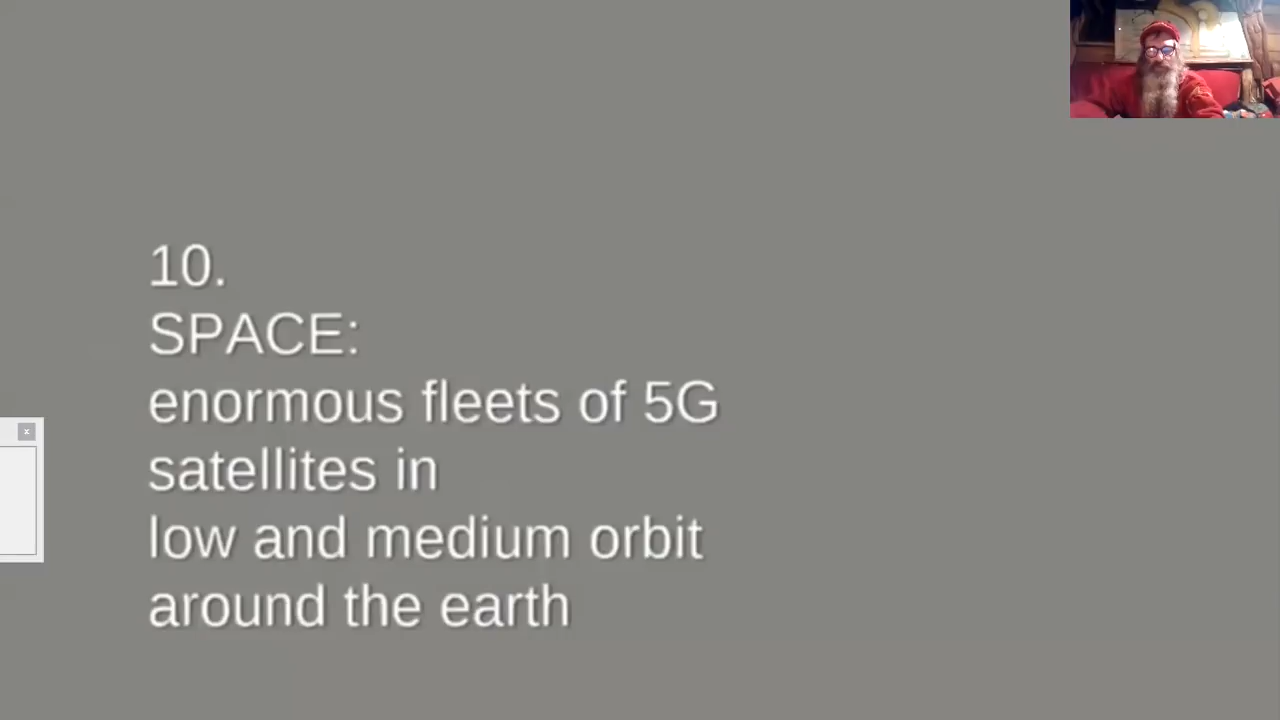 10.
SPACE:
enormous fleets of 5G
satellites in
low and medium orbit
around the earth